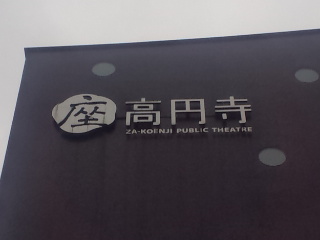 座高円寺
ZA-KOENJI PUBLIC THEATRE